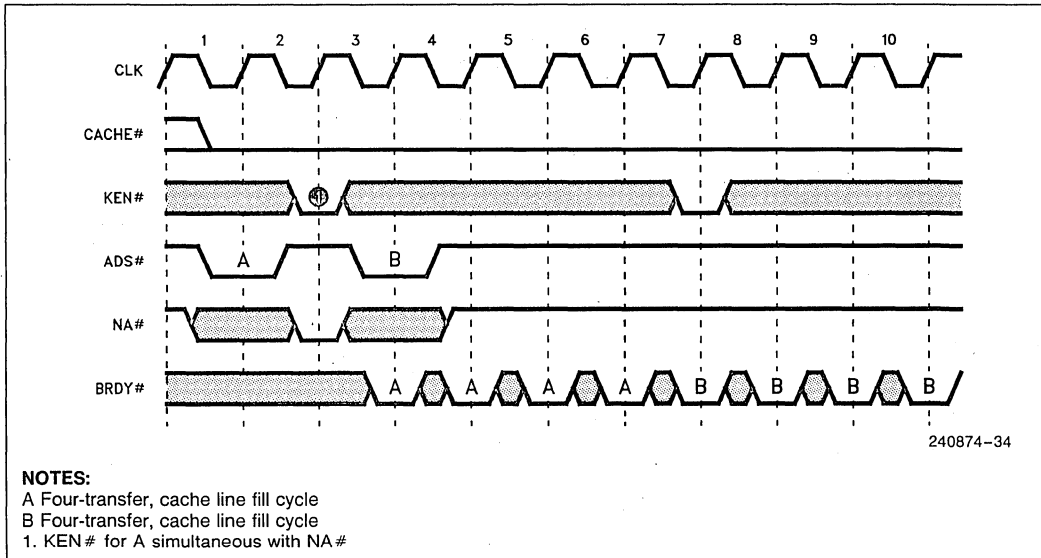 1 2 3 4 5 6 7 8 9 10
CLK
CACHE#
KEN#
ADS# A B
NA#
BRDY# A A A A B B B B
240874–34
NOTES:
A Four-transfer, cache line fill cycle
B Four-transfer, cache line fill cycle
1. KEN# for A simultaneous with NA#